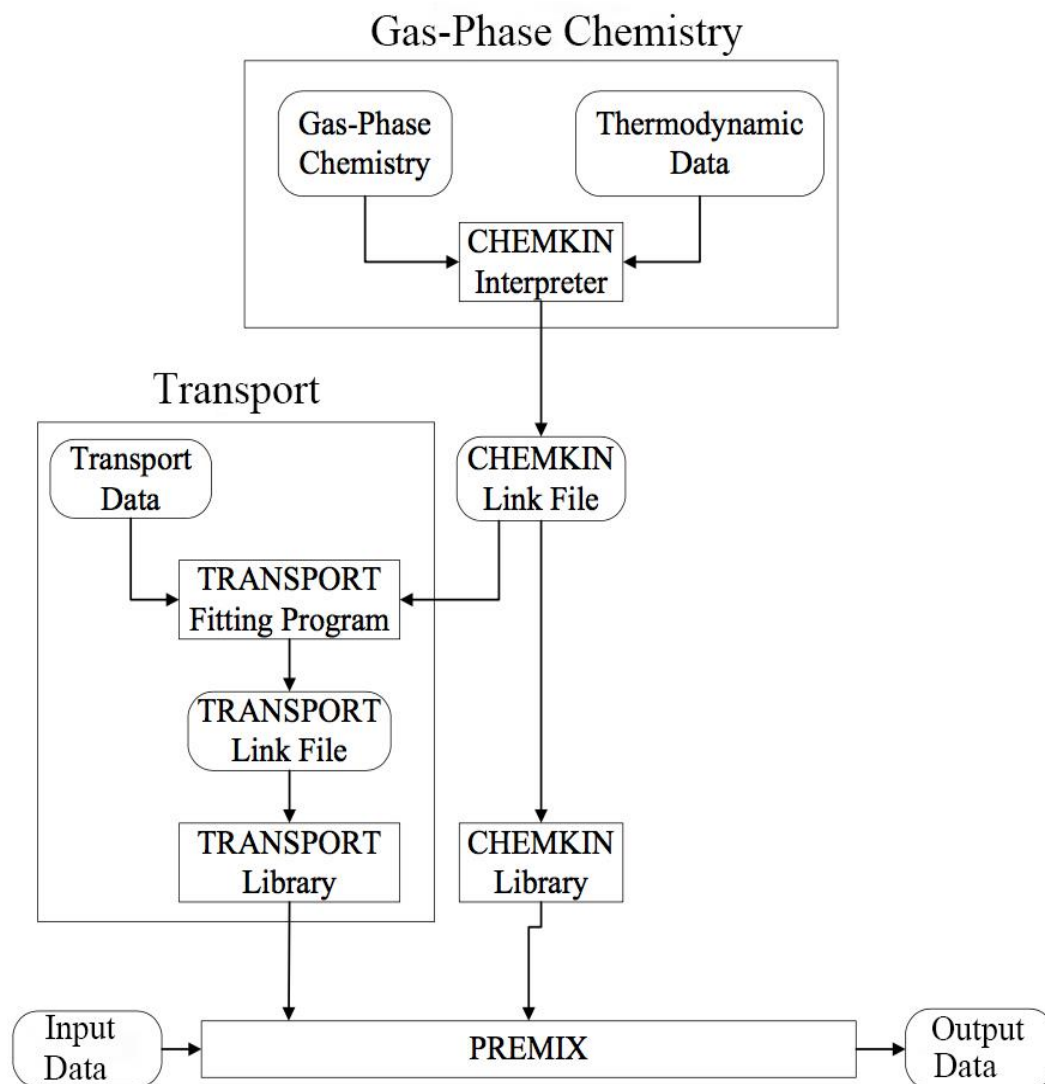 Gas-Phase Chemistry
Gas-Phase
Chemistry
Thermodynamic
Data
CHEMKIN
Interpreter
Transport
Transport
Data
CHEMKIN
Link File
TRANSPORT
Fitting Program
TRANSPORT
Link File
TRANSPORT
Library
CHEMKIN
Library
Input
Data
PREMIX
Output
Data